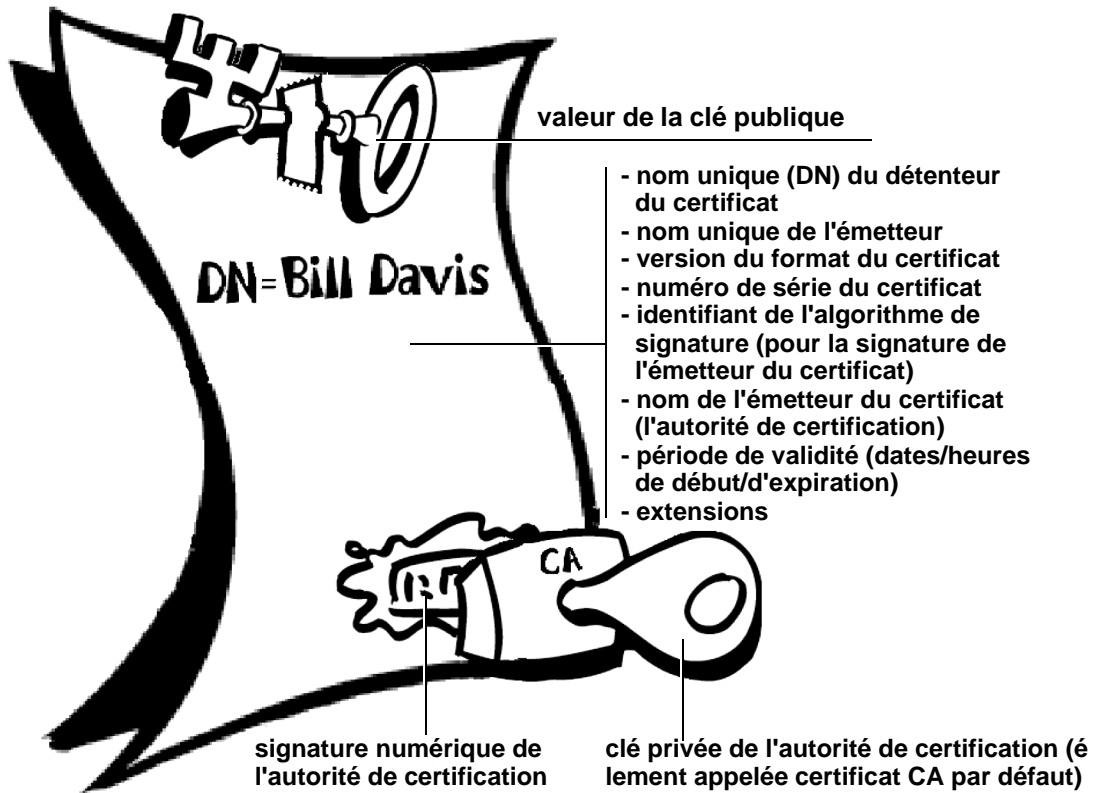 valeur de la clé publique
- nom unique (DN) du détenteur
du certificat
- nom unique de l'émetteur
- version du format du certificat
- numéro de série du certificat
- identifiant de l'algorithme de
signature (pour la signature de
l'émetteur du certificat)
- nom de l'émetteur du certificat
(l'autorité de certification)
- période de validité (dates/heures
de début/d'expiration)
- extensions
DN=Bill Davis
CA
signature numérique de
l'autorité de certification
clé privée de l'autorité de certification (é
lement appelée certificat CA par défaut)